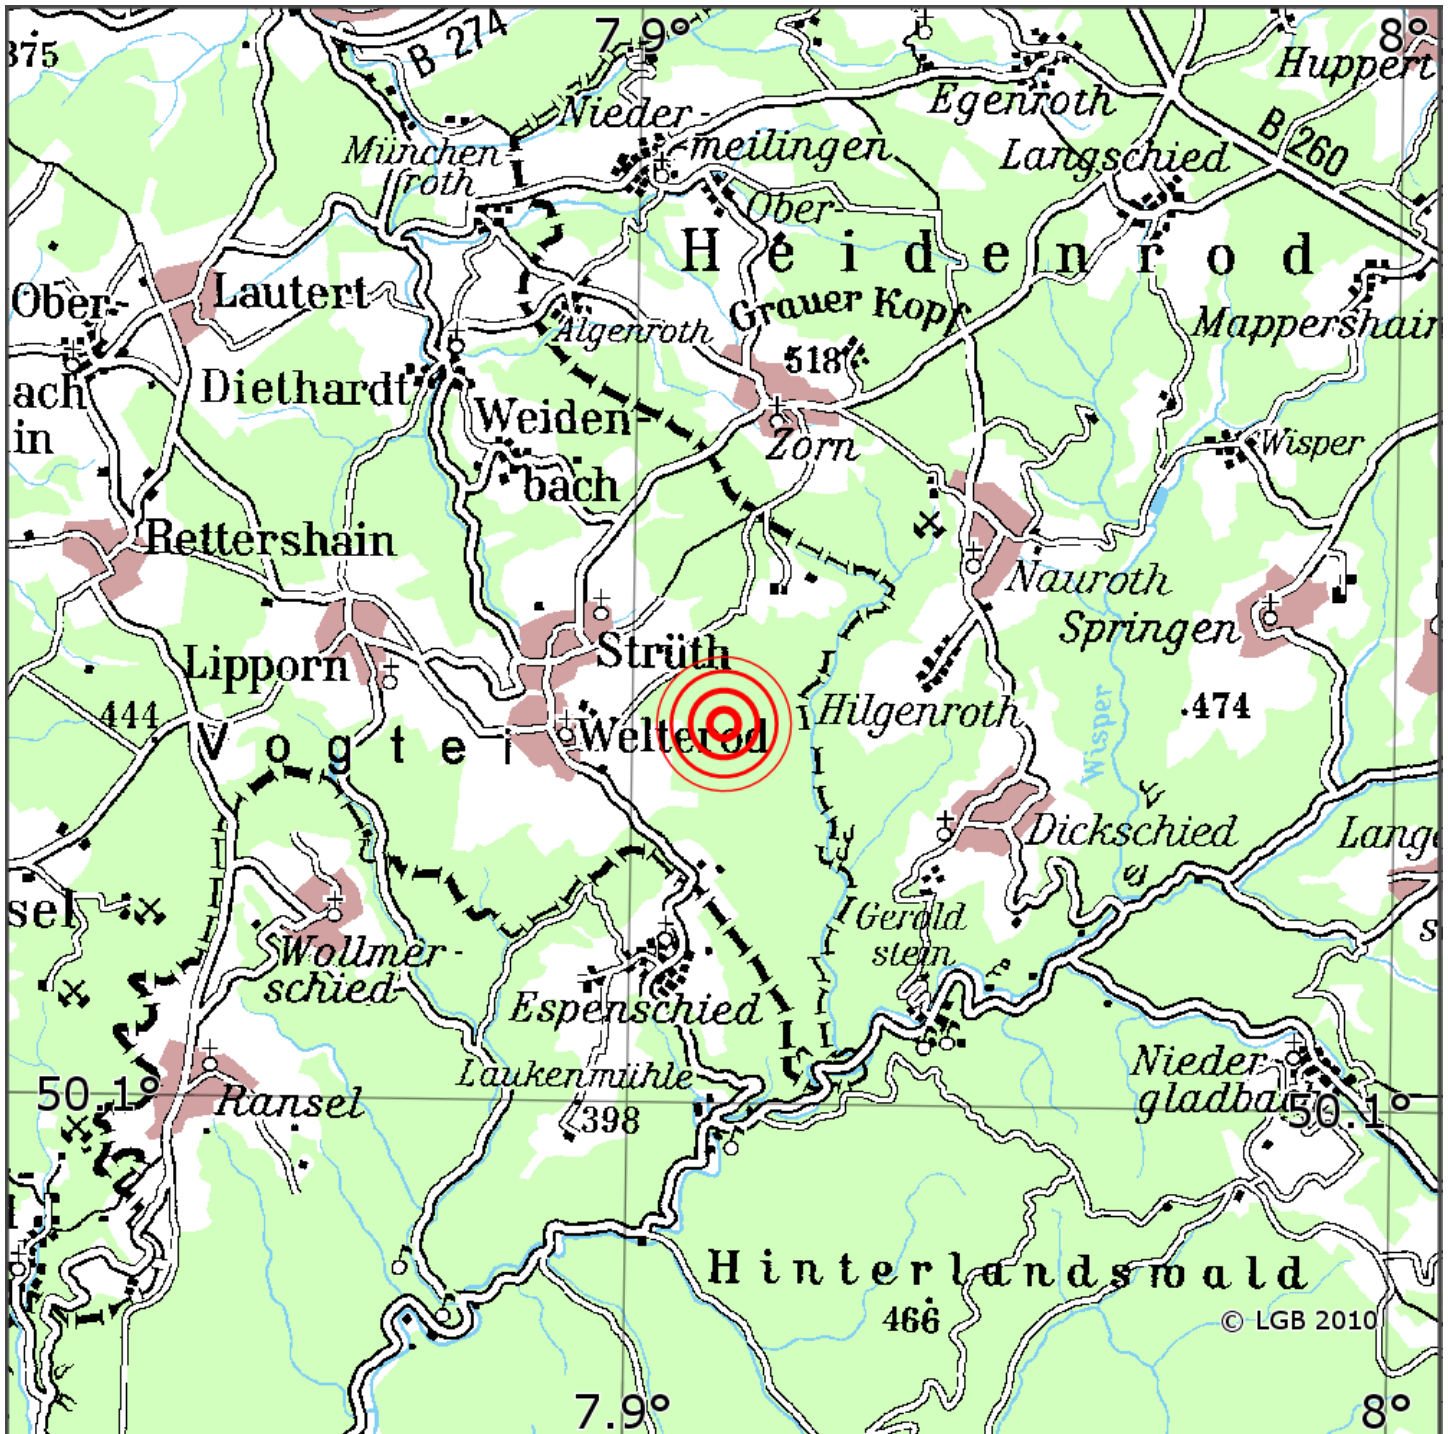 7.9°
8°
375
B 274
Huppert
Egenroth
Nieder-
meilingen
München-
roth
Langschied
B 260
Ober-
Heidenrod
Lautert
Ober-
Grauer Kopf
Algenroth
Mappershain
518
Diethardt
bach
in
Weiden-
bach
Zorn
Wisper
Rettershain
Nauroth
Springen
Strüth
Lipporn
444
Vogtei
Welterod
Hilgenroth
.474
Wisper
Dickschied
Lange
sel
Gerold
stein
Wollmer-
schied
Espenschied
s
Laukenmühle
Nieder
gladbach
50.1°
50.1°
Ransel
398
Hinterlandswald
466
© LGB 2010
7.9°
8°